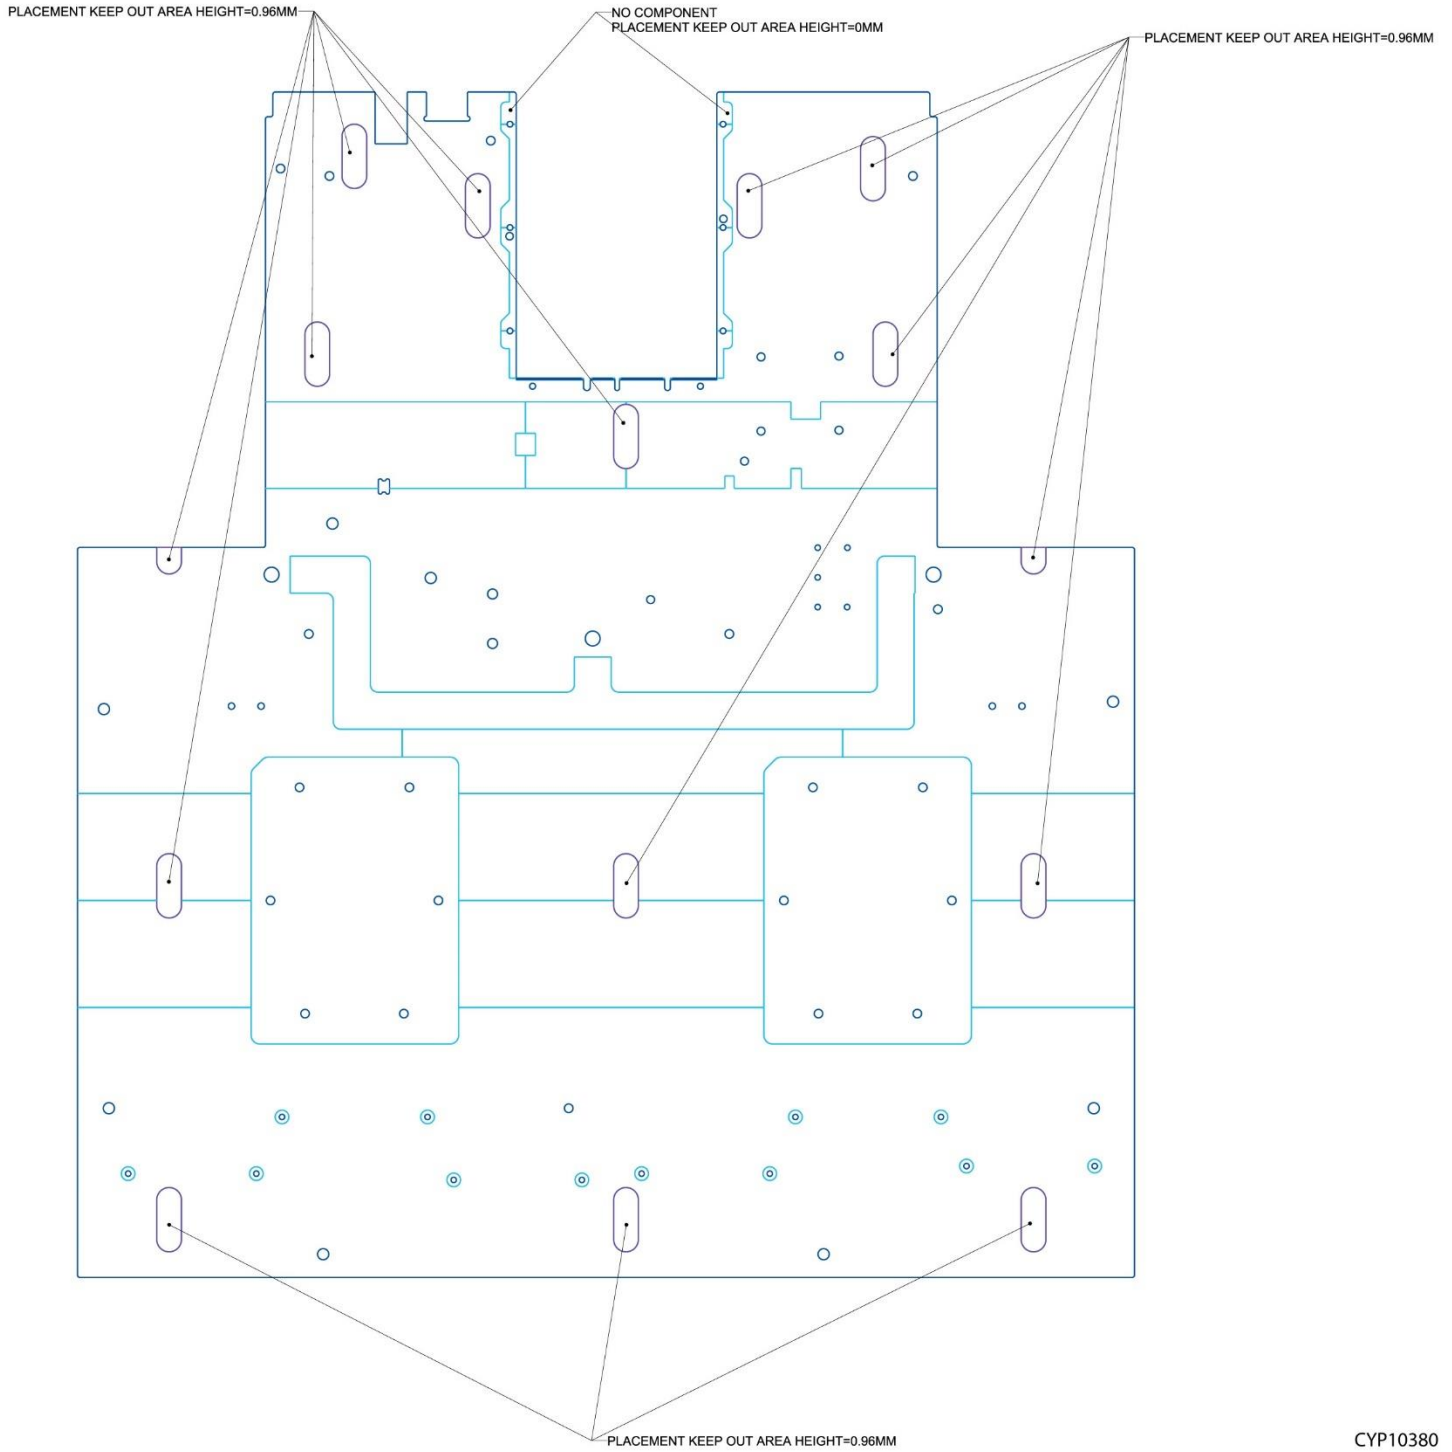 PLACEMENT KEEP OUT AREA HEIGHT=0.96MM
NO COMPONENT
PLACEMENT KEEP OUT AREA HEIGHT=0MM
PLACEMENT KEEP OUT AREA HEIGHT=0.96MM
PLACEMENT KEEP OUT AREA HEIGHT=0.96MM
CYP10380